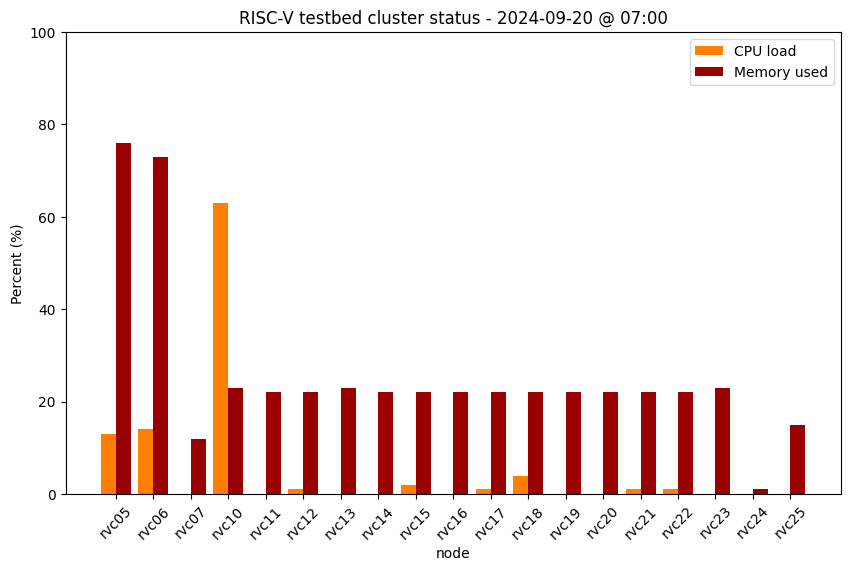 RISC-V testbed cluster status - 2024-09-20 @ 07:00
CPU load
Memory used
Percent (%)
100
80
60
40
20
0
rvc05 rvc06 rvc07 rvc10 rvc11 rvc12 rvc13 rvc14 rvc15 rvc16 rvc17 rvc18 rvc19 rvc20 rvc21 rvc22 rvc23 rvc24 rvc25
node